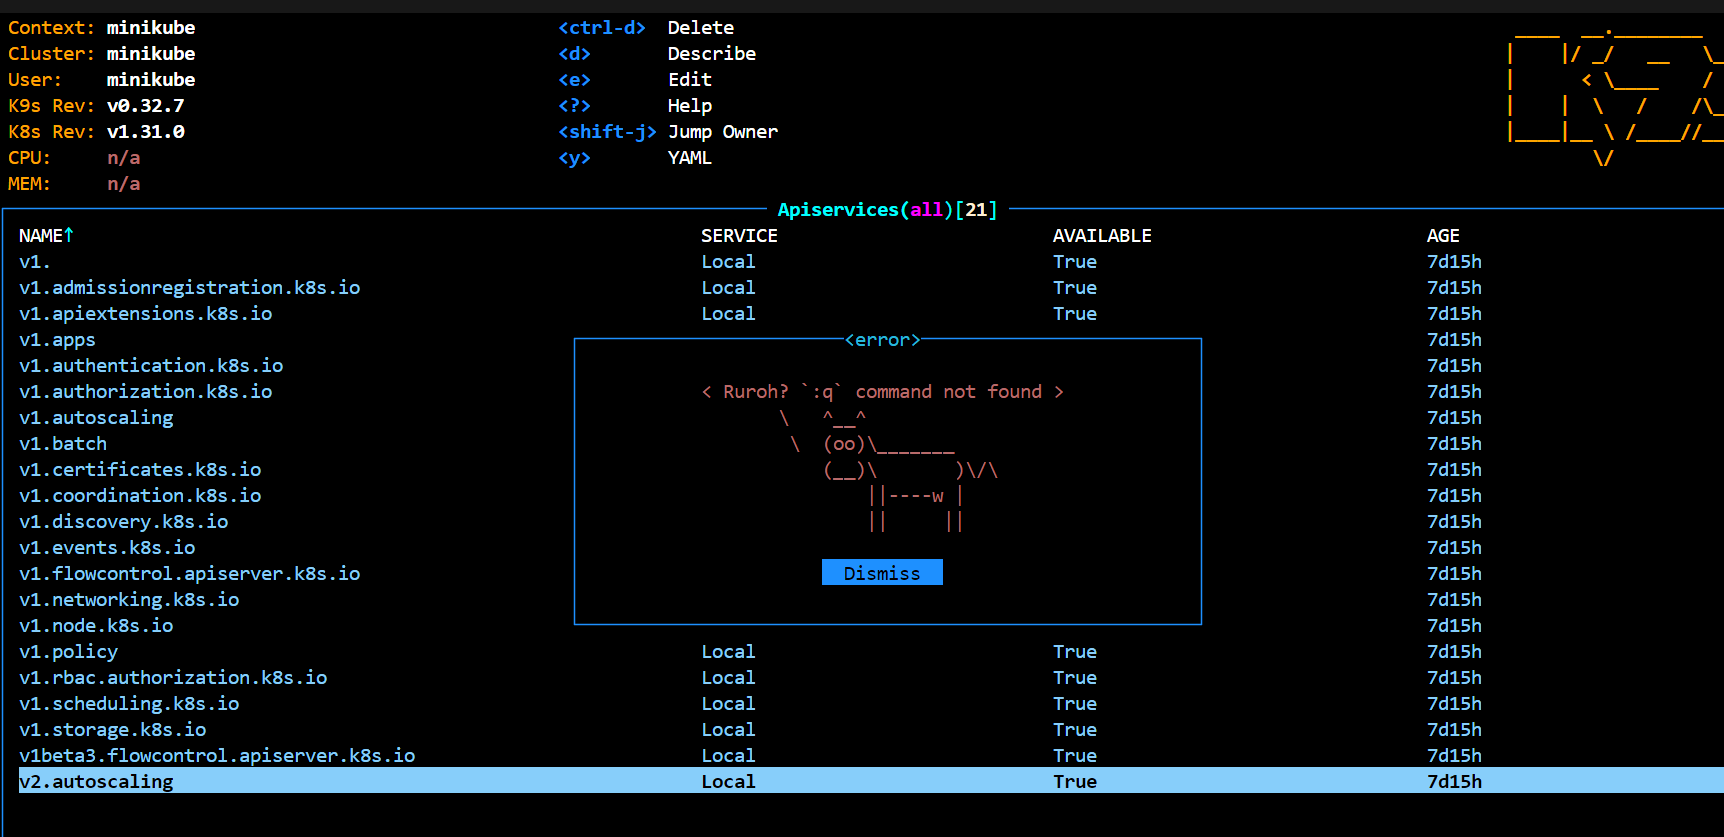 Context: minikube <ctrl-d> Delete
Cluster: minikube <d> Describe
User: minikube <e> Edit
K9s Rev: v0.32.7 <?> Help
K8s Rev: v1.31.0 <shift-j> Jump Owner
CPU: n/a <y> YAML
MEM: n/a
Apiservices(all)[21]
NAME↑ SERVICE AVAILABLE AGE
v1. Local True 7d15h
v1.admissionregistration.k8s.io Local True 7d15h
v1.apiextensions.k8s.io Local True 7d15h
v1.apps <error> 7d15h
v1.authentication.k8s.io 7d15h
v1.authorization.k8s.io < Ruroh? `:q` command not found > 7d15h
v1.autoscaling \ ^__^ 7d15h
v1.batch \ (oo)\_______ 7d15h
v1.certificates.k8s.io (__)\ )\/\ 7d15h
v1.coordination.k8s.io ||----w | 7d15h
v1.discovery.k8s.io || || 7d15h
v1.events.k8s.io 7d15h
v1.flowcontrol.apiserver.k8s.io Dismiss 7d15h
v1.networking.k8s.io 7d15h
v1.node.k8s.io 7d15h
v1.policy Local True 7d15h
v1.rbac.authorization.k8s.io Local True 7d15h
v1.scheduling.k8s.io Local True 7d15h
v1.storage.k8s.io Local True 7d15h
v1beta3.flowcontrol.apiserver.k8s.io Local True 7d15h
v2.autoscaling Local True 7d15h